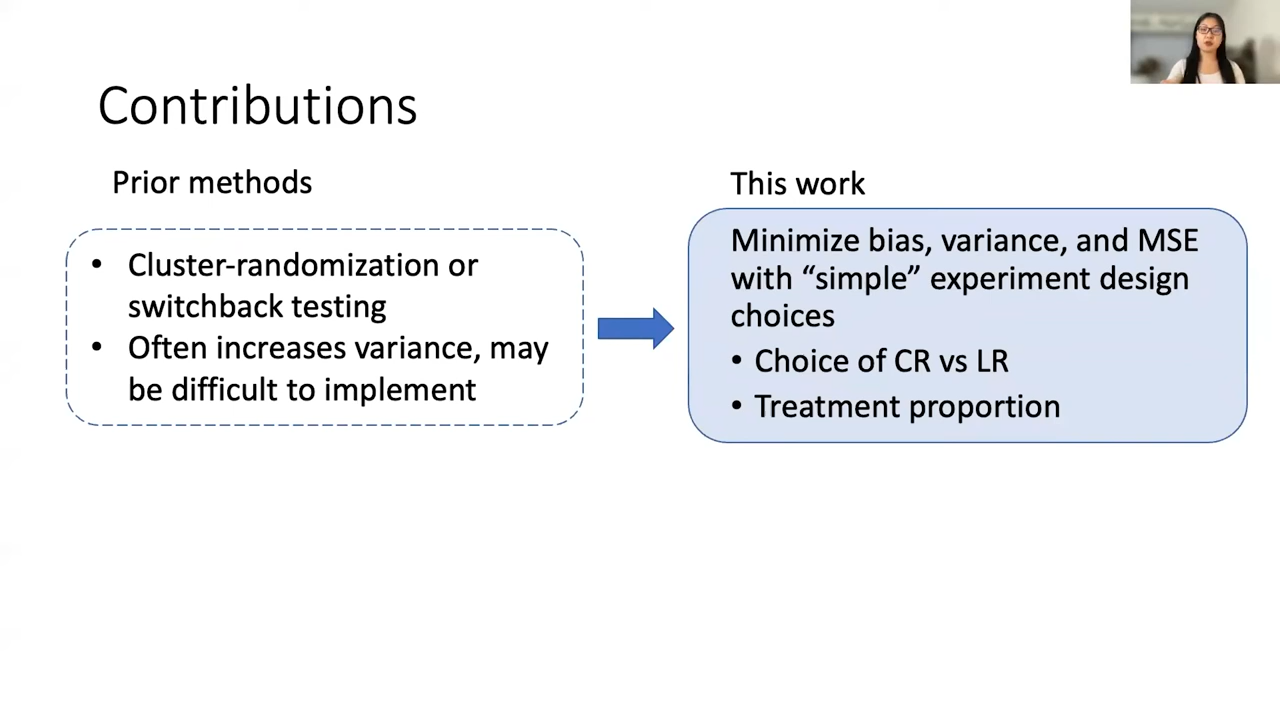 Contributions
Prior methods
• Cluster-randomization or
switchback testing
• Often increases variance, may
be difficult to implement
This work
Minimize bias, variance, and MSE
with “simple” experiment design
choices
• Choice of CR vs LR
• Treatment proportion